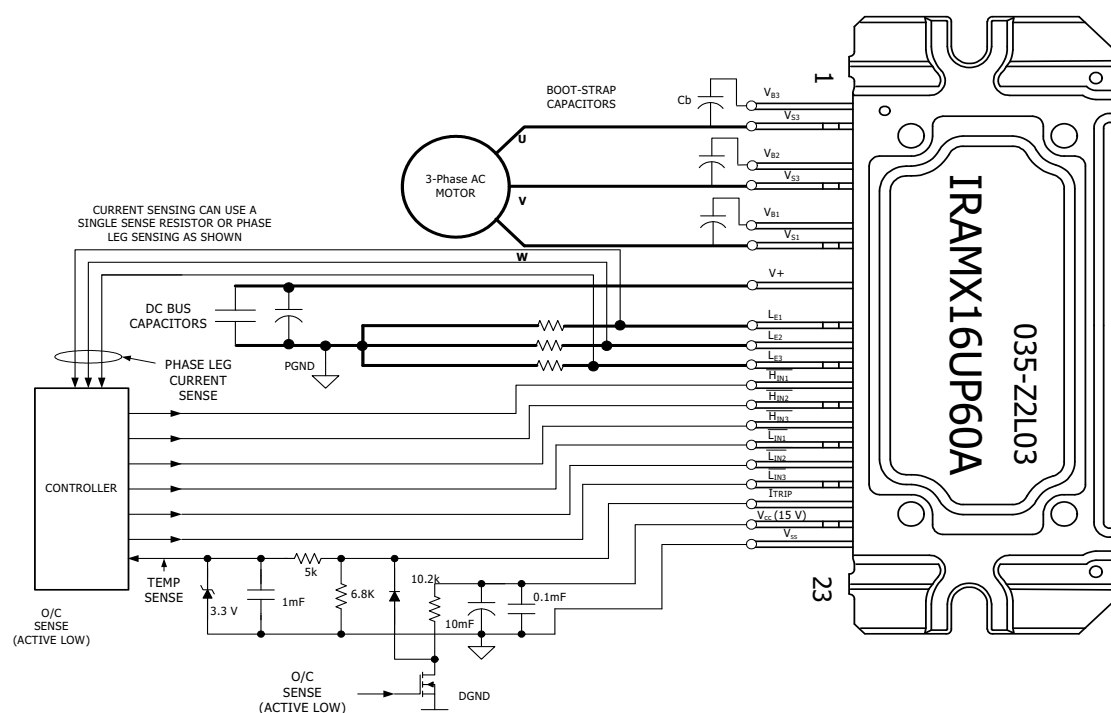 1
BOOT-STRAP
CAPACITORS
Cb
VB3
VS3
U
VB2
VS3
3-Phase AC
MOTOR
V
VB1
VS1
W
CURRENT SENSING CAN USE A
SINGLE SENSE RESISTOR OR PHASE
LEG SENSING AS SHOWN
V+
DC BUS
CAPACITORS
LE1
LE2
LE3
PGND
PHASE LEG
CURRENT
SENSE
HIN1
HIN2
HIN3
LIN1
LIN2
LIN3
ITRIP
VCC (15 V)
VSS
IRAMX16UP60A
035-Z2L03
CONTROLLER
TEMP
SENSE
5k
3.3 V
1mF
6.8K
10.2k
10mF
0.1mF
23
O/C
SENSE
(ACTIVE LOW)
O/C
SENSE
(ACTIVE LOW)
DGND